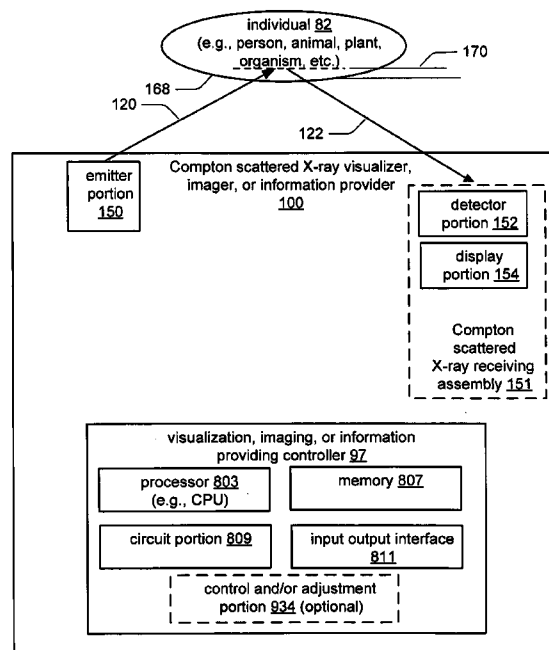 individual 82
(e.g., person, animal, plant,
organism, etc.)
170
168
120
122
emitter
portion 150
Compton scattered X-ray visualizer,
imager, or information provider
100
detector
portion 152
display
portion 154
Compton
scattered
X-ray receiving
assembly 151
visualization, imaging, or information
providing controller 97
processor 803
(e.g., CPU)
memory 807
circuit portion 809
input output interface
811
control and/or adjustment
portion 934 (optional)